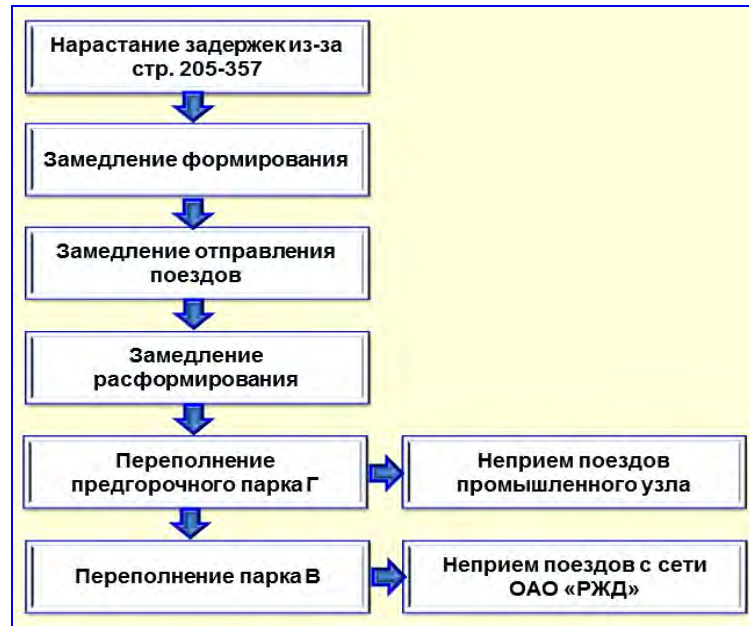 Нарастание задержек из-за
стр. 205-357
Замедление формирования
Замедление отправления
поездов
Замедление
расформирования
Переполнение
предгорочного парка Г
Неприем поездов
промышленного узла
Переполнение парка В
Неприем поездов с сети
ОАО «РЖД»